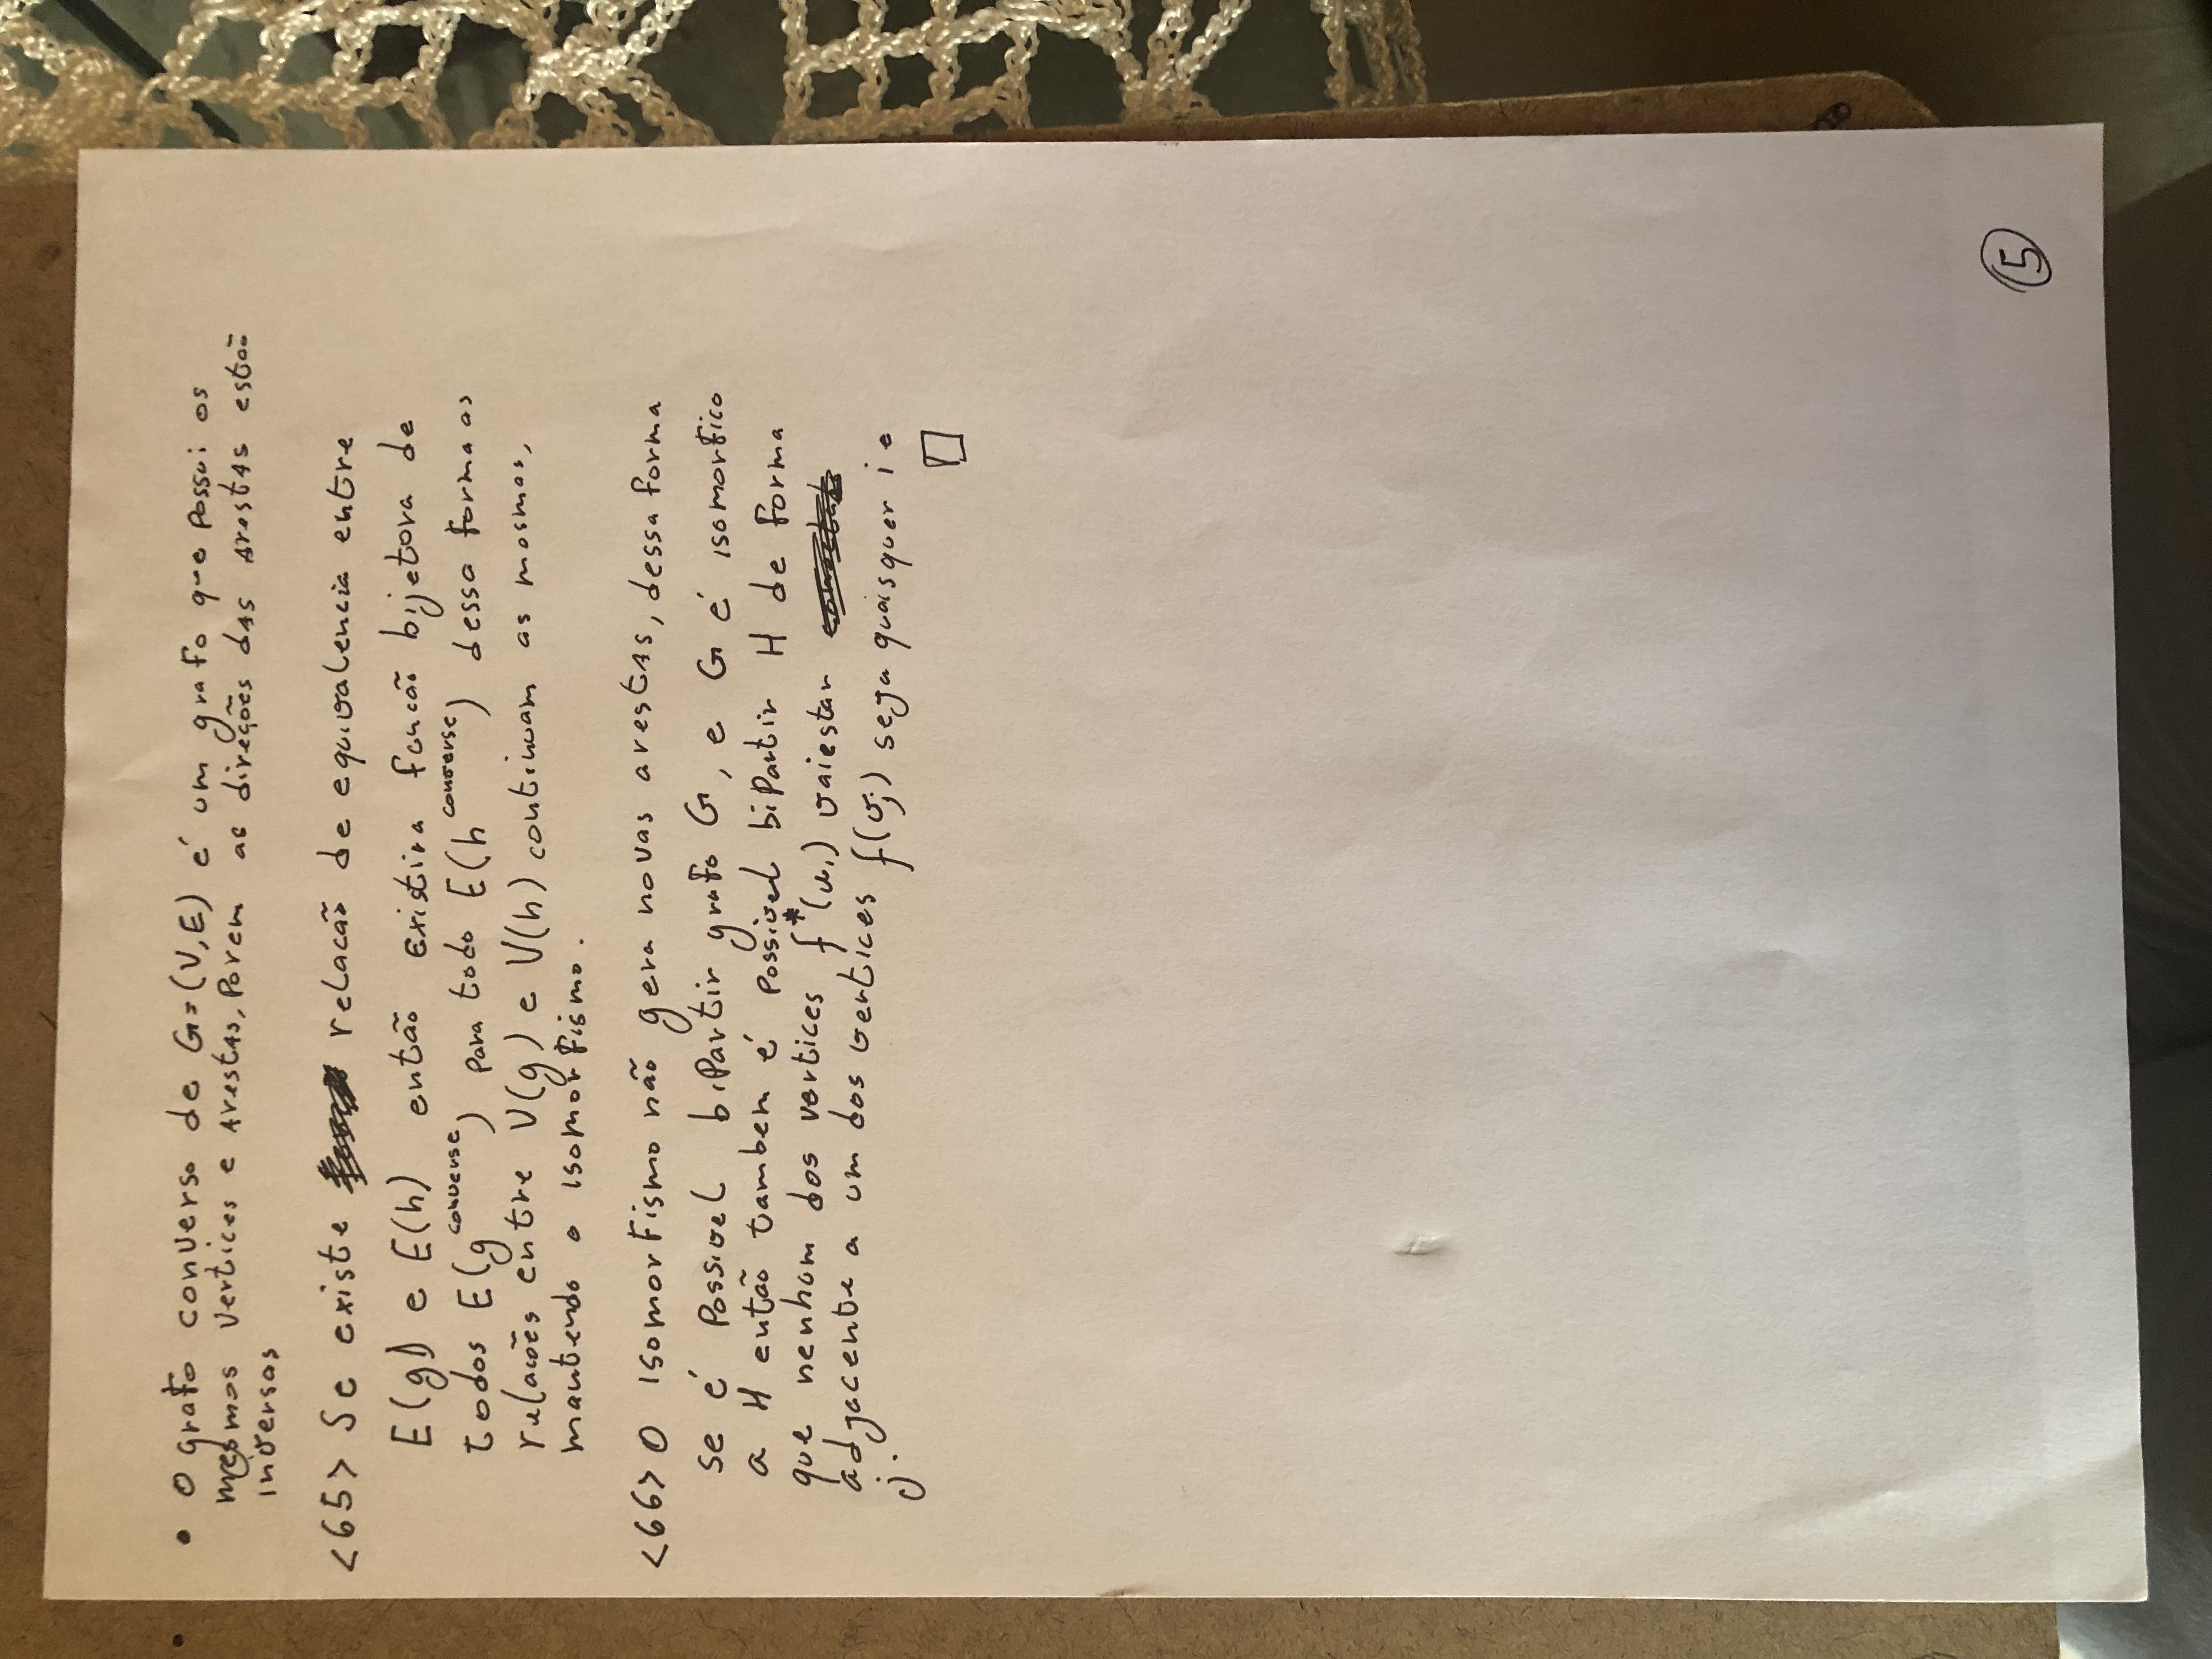 • O grafo converso de G=(V,E) é um grafo que possui os
mesmos vertices e arestas, porem as direções das arestas estão
inversas
<65> Se existe relacão de equivalencia entre
E(g) e E(h) então existira funcão bijetora de
todos E(g^converse) para todo E(h^converse) dessa forma as
relacões entre V(g) e V(h) continuam as mesmas,
mantendo o isomorfismo.
<66> O isomorfismo não gera novas arestas, dessa forma
se é possivel bipartir grafo G, e G é isomorfico
a H então tambem é possivel bipartir H de forma
que nenhum dos vertices f*(u_i) vai estar
adjacente a um dos vertices f(v_j) seja quaisquer i e
j.
□
5